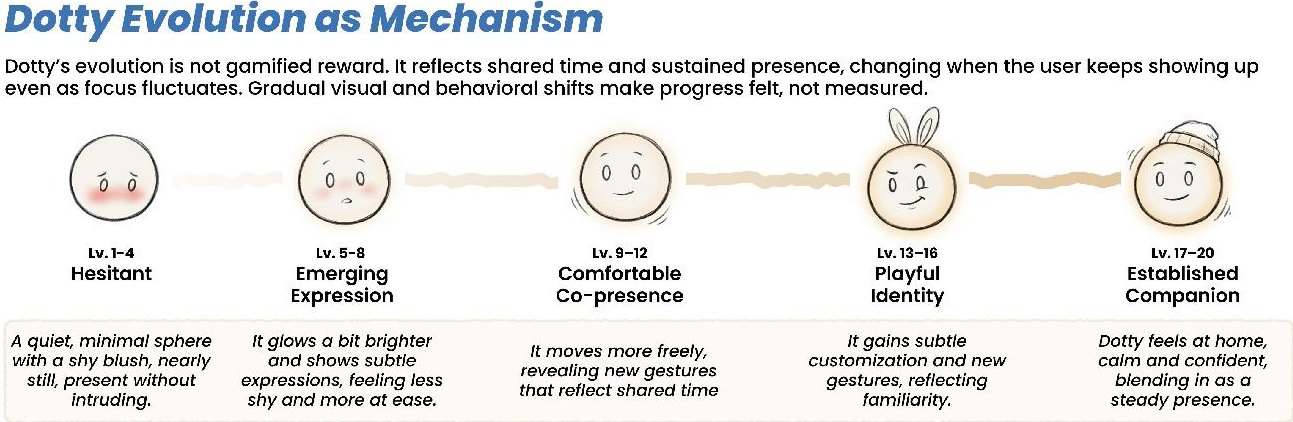 Dotty Evolution as Mechanism
Dotty's evolution is not gamified reward. It reflects shared time and sustained presence, changing when the user keeps showing up
even as focus fluctuates. Gradual visual and behavioral shifts make progress felt, not measured.
Lv. 1-4
Hesitant
A quiet, minimal sphere
with a shy blush, nearly
still, present without
intruding.
Lv. 5-8
Emerging
Expression
It glows a bit brighter
and shows subtle
expressions, feeling less
shy and more at ease.
Lv. 9–12
Comfortable
Co-presence
It moves more freely,
revealing new gestures
that reflect shared time
Lv. 13–16
Playful
Identity
It gains subtle
customization and new
gestures, reflecting
familiarity.
Lv. 17–20
Established
Companion
Dotty feels at home,
calm and confident,
blending in as a
steady presence.